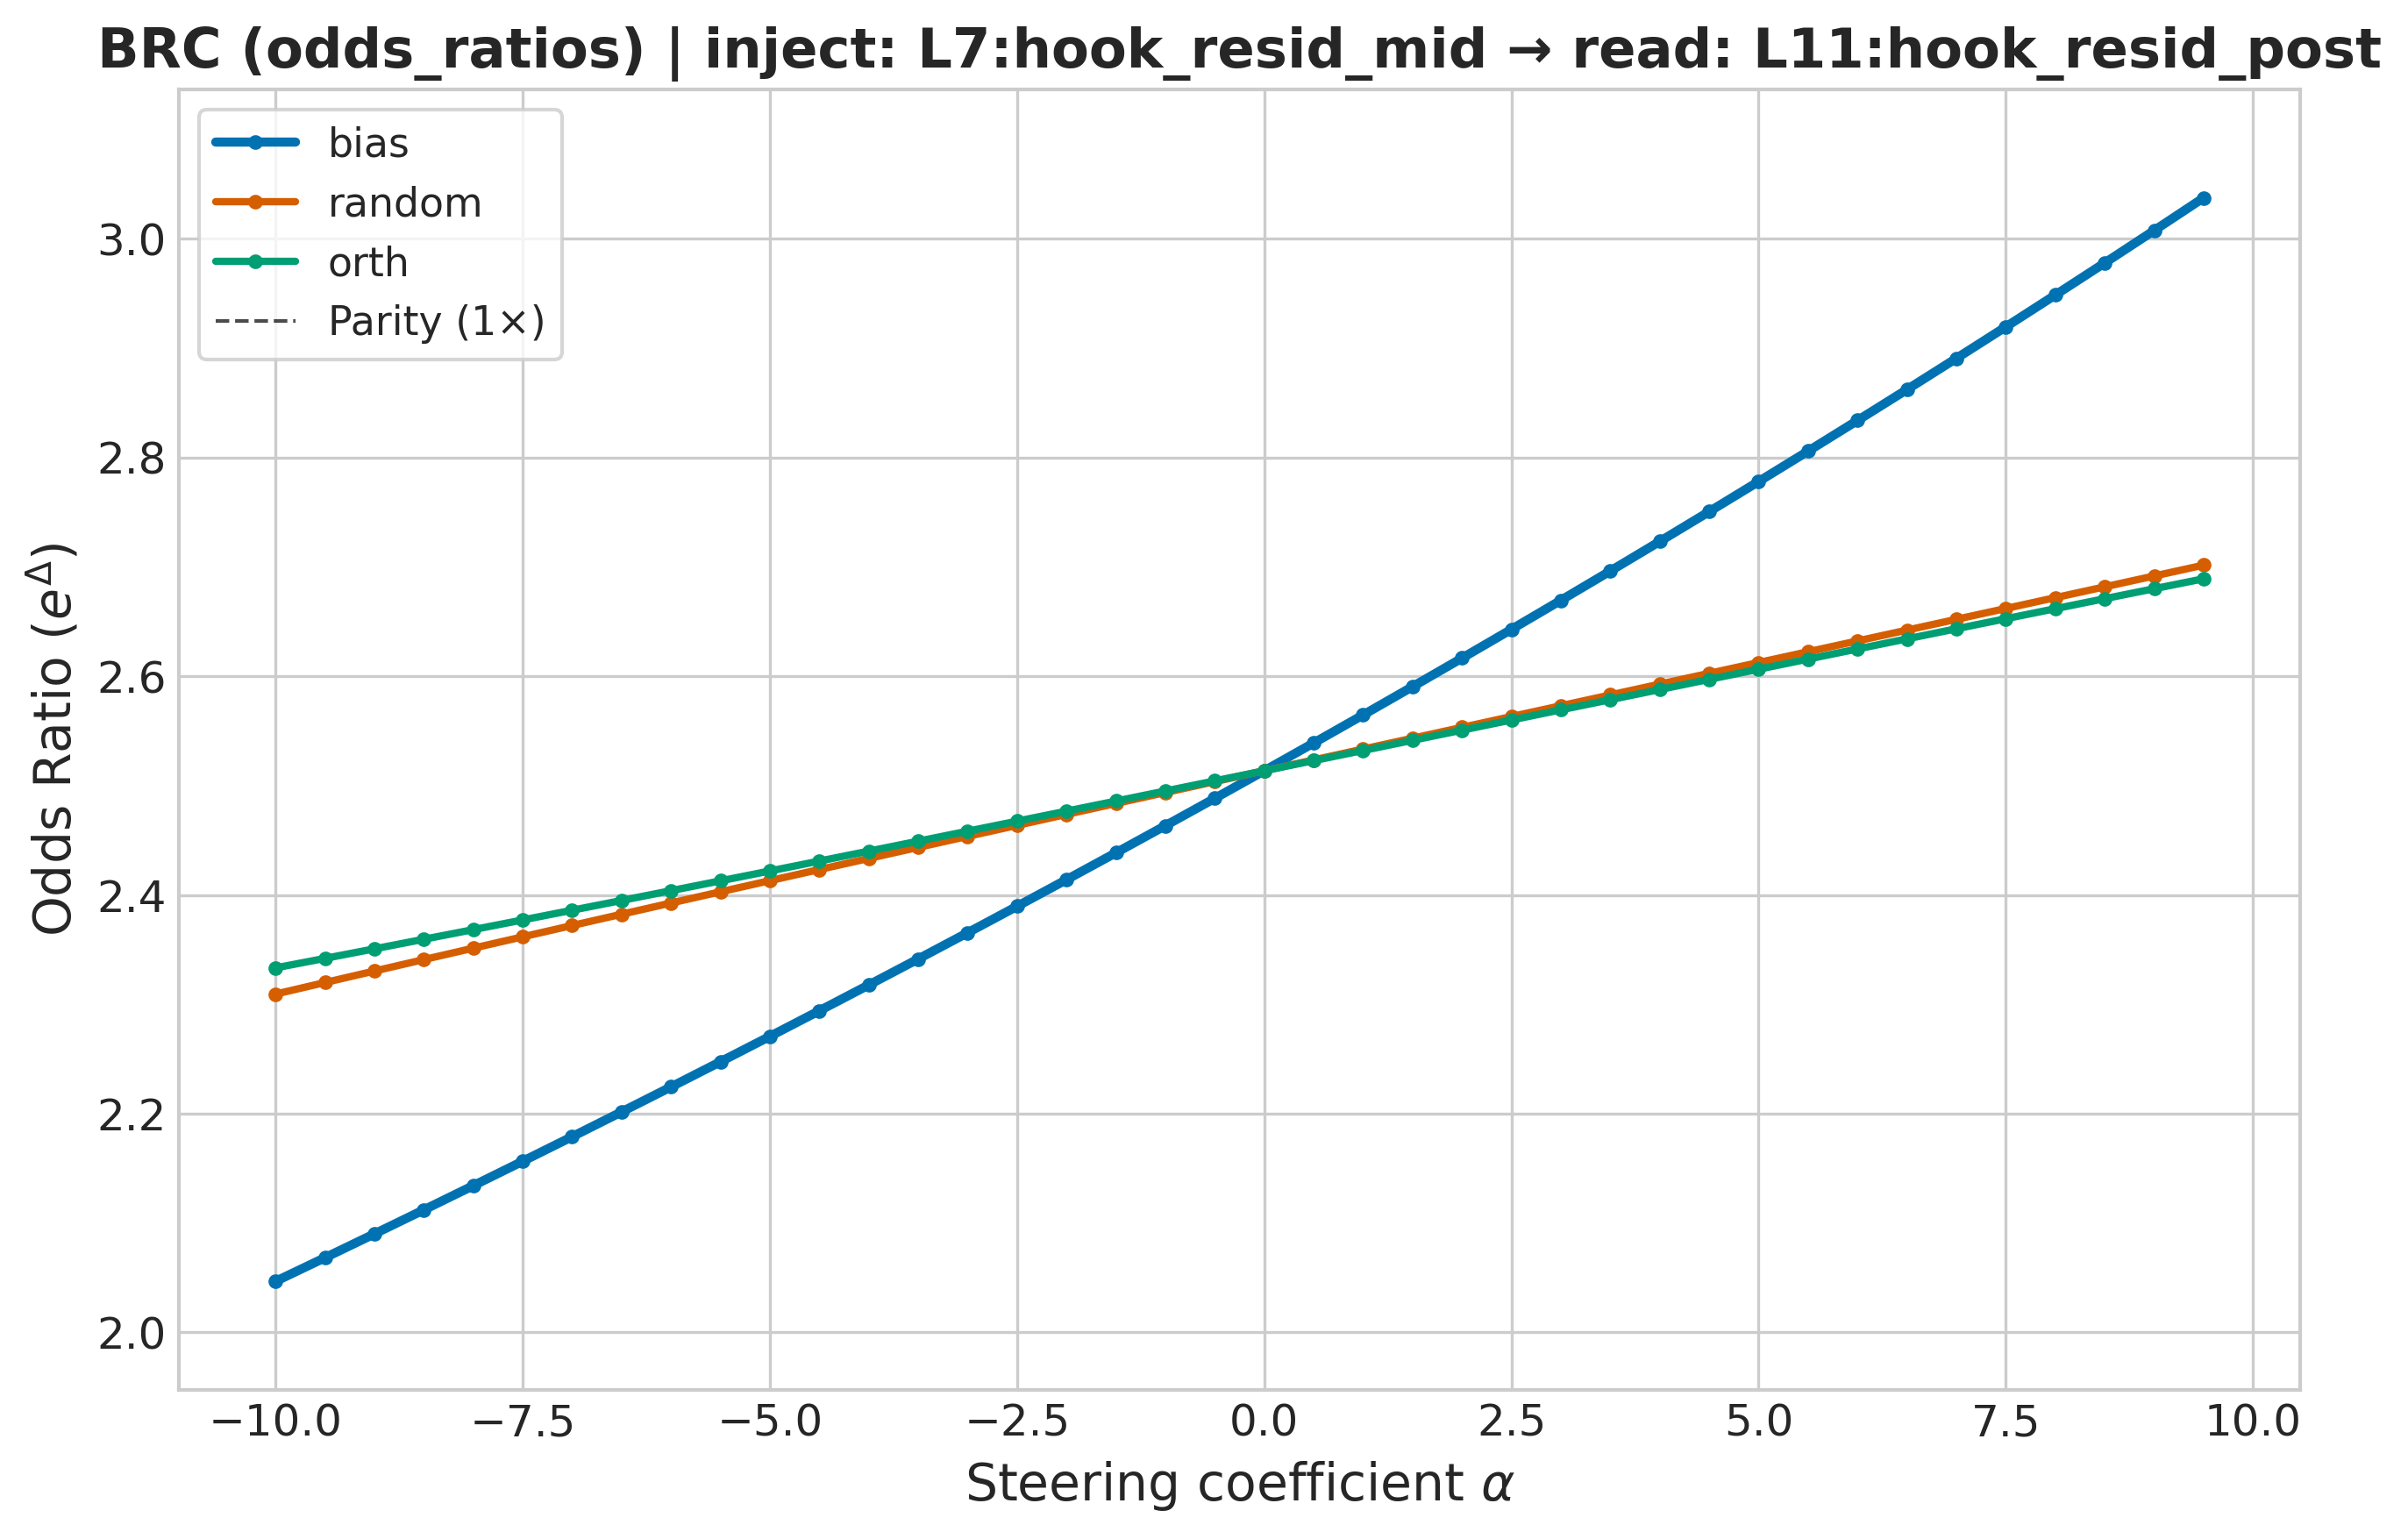 BRC (odds_ratios) | inject: L7:hook_resid_mid → read: L11:hook_resid_post
bias
random
orth
Parity (1×)
Odds Ratio (e^Δ)
3.0
2.8
2.6
2.4
2.2
2.0
−10.0 −7.5 −5.0 −2.5 0.0 2.5 5.0 7.5 10.0
Steering coefficient α